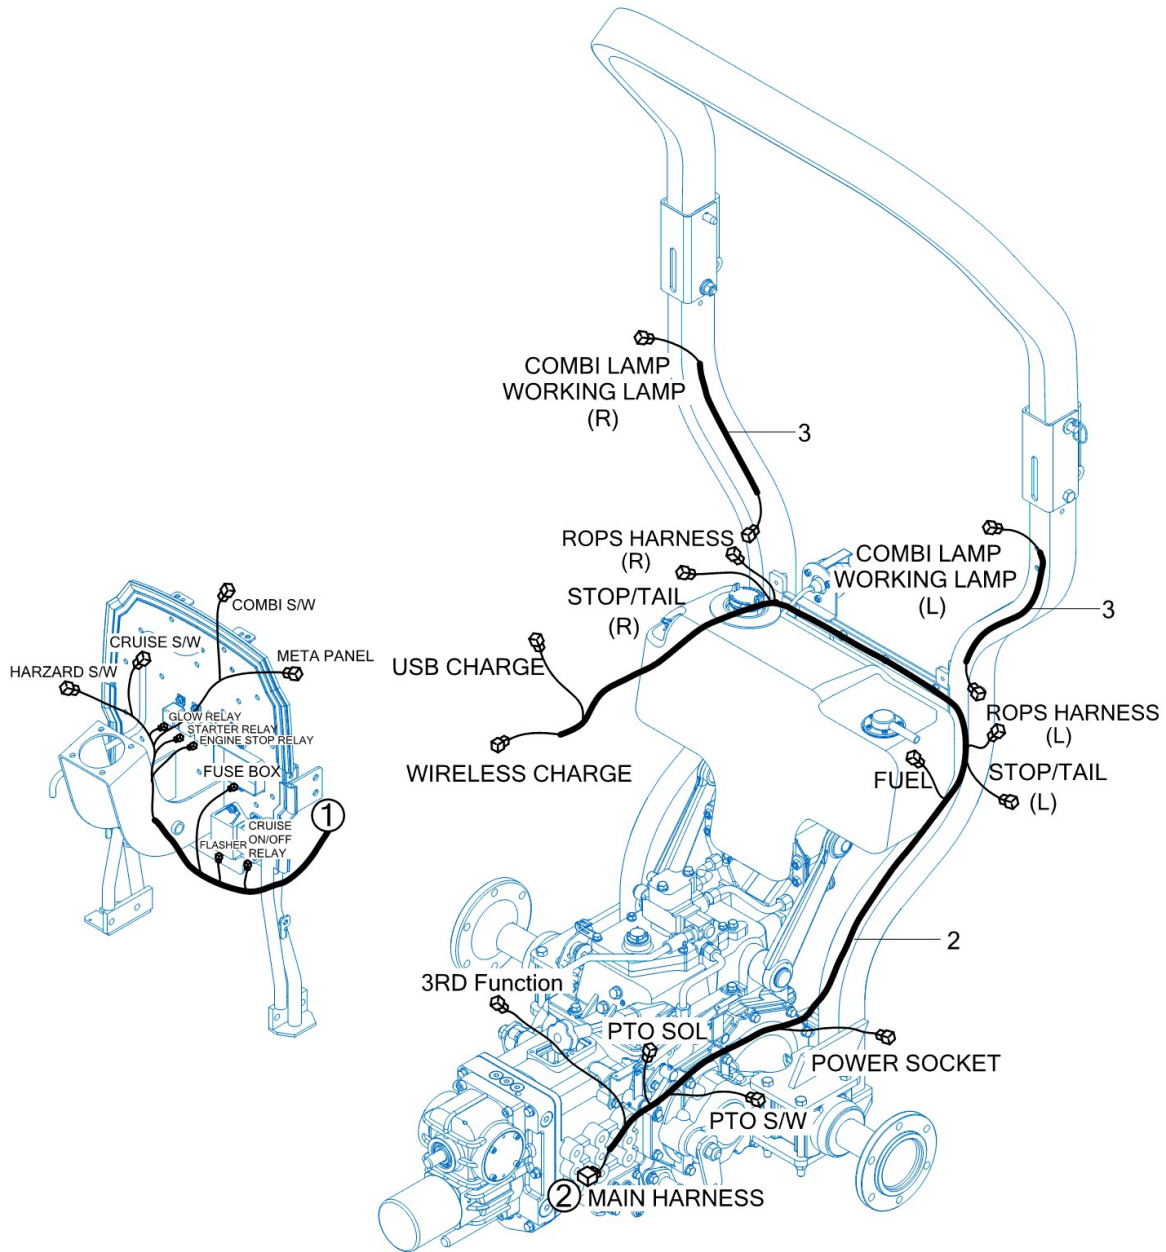 COMBI LAMP
WORKING LAMP
(R)
3
ROPS HARNESS
(R)
STOP/TAIL
(R)
COMBI LAMP
WORKING LAMP
(L)
3
USB CHARGE
WIRELESS CHARGE
ROPS HARNESS
(L)
FUEL
STOP/TAIL
(L)
COMBI S/W
CRUISE S/W
META PANEL
HARZARD S/W
GLOW RELAY
STARTER RELAY
ENGINE STOP RELAY
FUSE BOX
1
CRUISE
ON/OFF
RELAY
FLASHER
2
3RD Function
PTO SOL
POWER SOCKET
PTO S/W
2 MAIN HARNESS